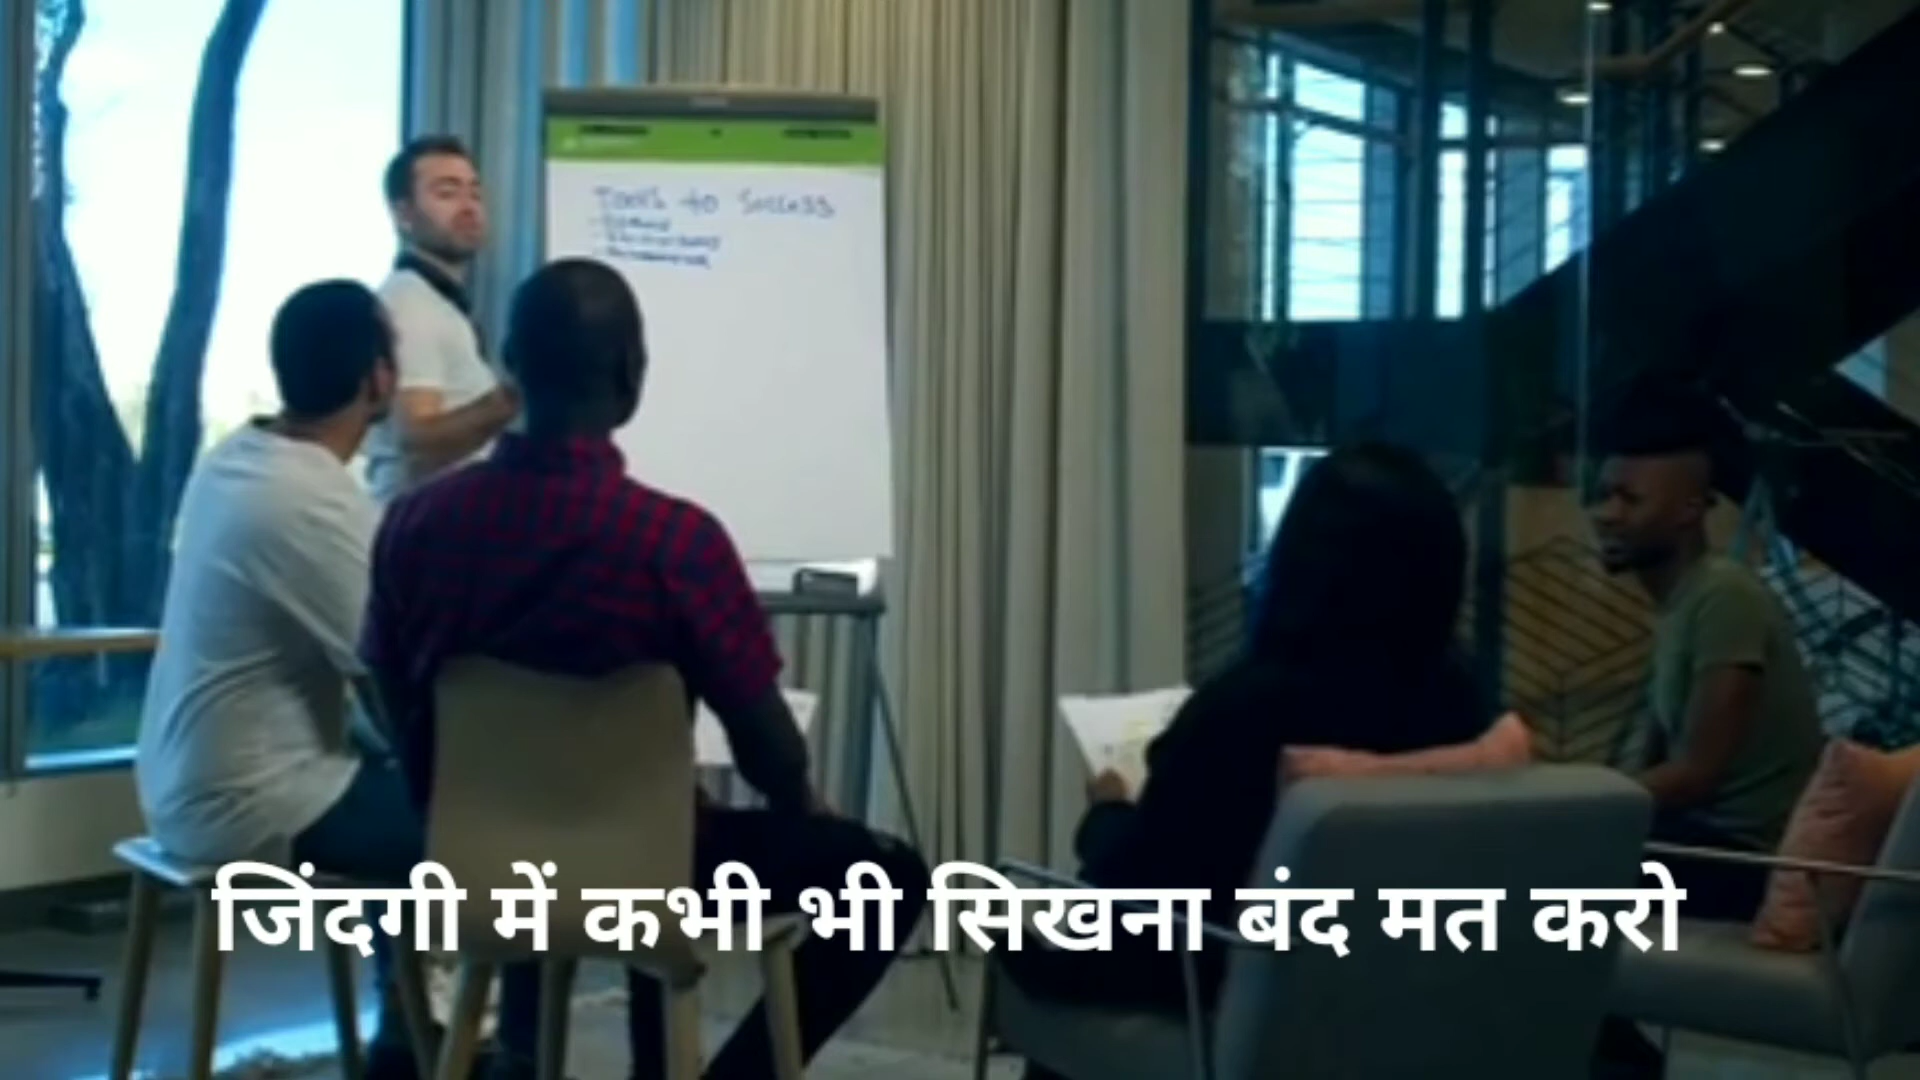 Tools to Success
जिंदगी में कभी भी सिखना बंद मत करो